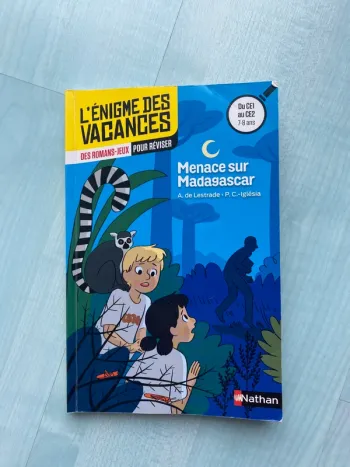 L'ÉNIGME DES
VACANCES
DES ROMANS-JEUX POUR RÉVISER
Du CE1
au CE2
7-8 ans
Menace sur
Madagascar
A. de Lestrade • P. C.-Iglésia
Nathan